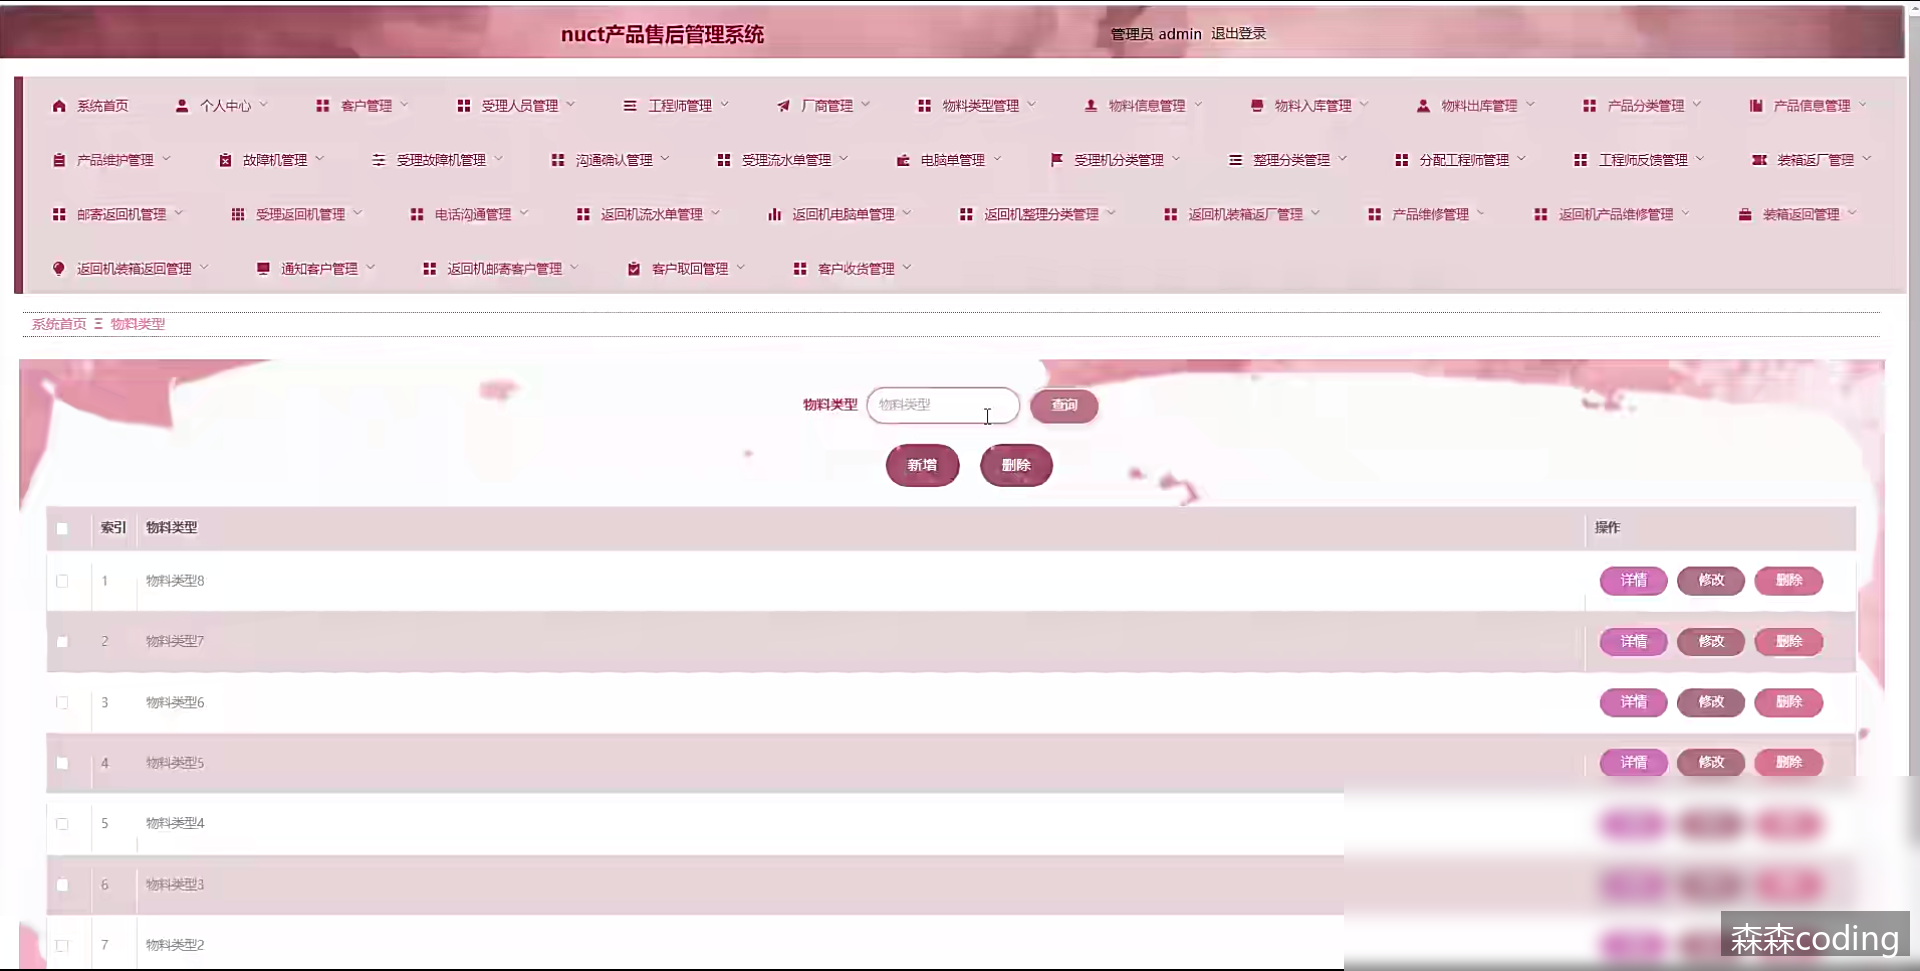 nuct产品售后管理系统
管理员 admin 退出登录
系统首页 个人中心 客户管理 受理人员管理 工程师管理 厂商管理 物料类型管理 物料信息管理 物料入库管理 物料出库管理 产品分类管理 产品信息管理
产品维护管理 故障机管理 受理故障机管理 沟通确认管理 受理流水单管理 电脑单管理 受理机分类管理 整理分类管理 分配工程师管理 工程师反馈管理 装箱返厂管理
邮寄返回机管理 受理返回机管理 电话沟通管理 返回机流水单管理 返回机电脑单管理 返回机整理分类管理 返回机装箱返厂管理 产品维修管理 返回机产品维修管理 装箱返回管理
返回机装箱返回管理 通知客户管理 返回机邮寄客户管理 客户取回管理 客户收货管理
系统首页 Ξ 物料类型
物料类型 物料类型 查询
新增 删除
索引 物料类型 操作
1 物料类型8 详情 修改 删除
2 物料类型7 详情 修改 删除
3 物料类型6 详情 修改 删除
4 物料类型5 详情 修改 删除
5 物料类型4
6 物料类型3
7 物料类型2
森森coding